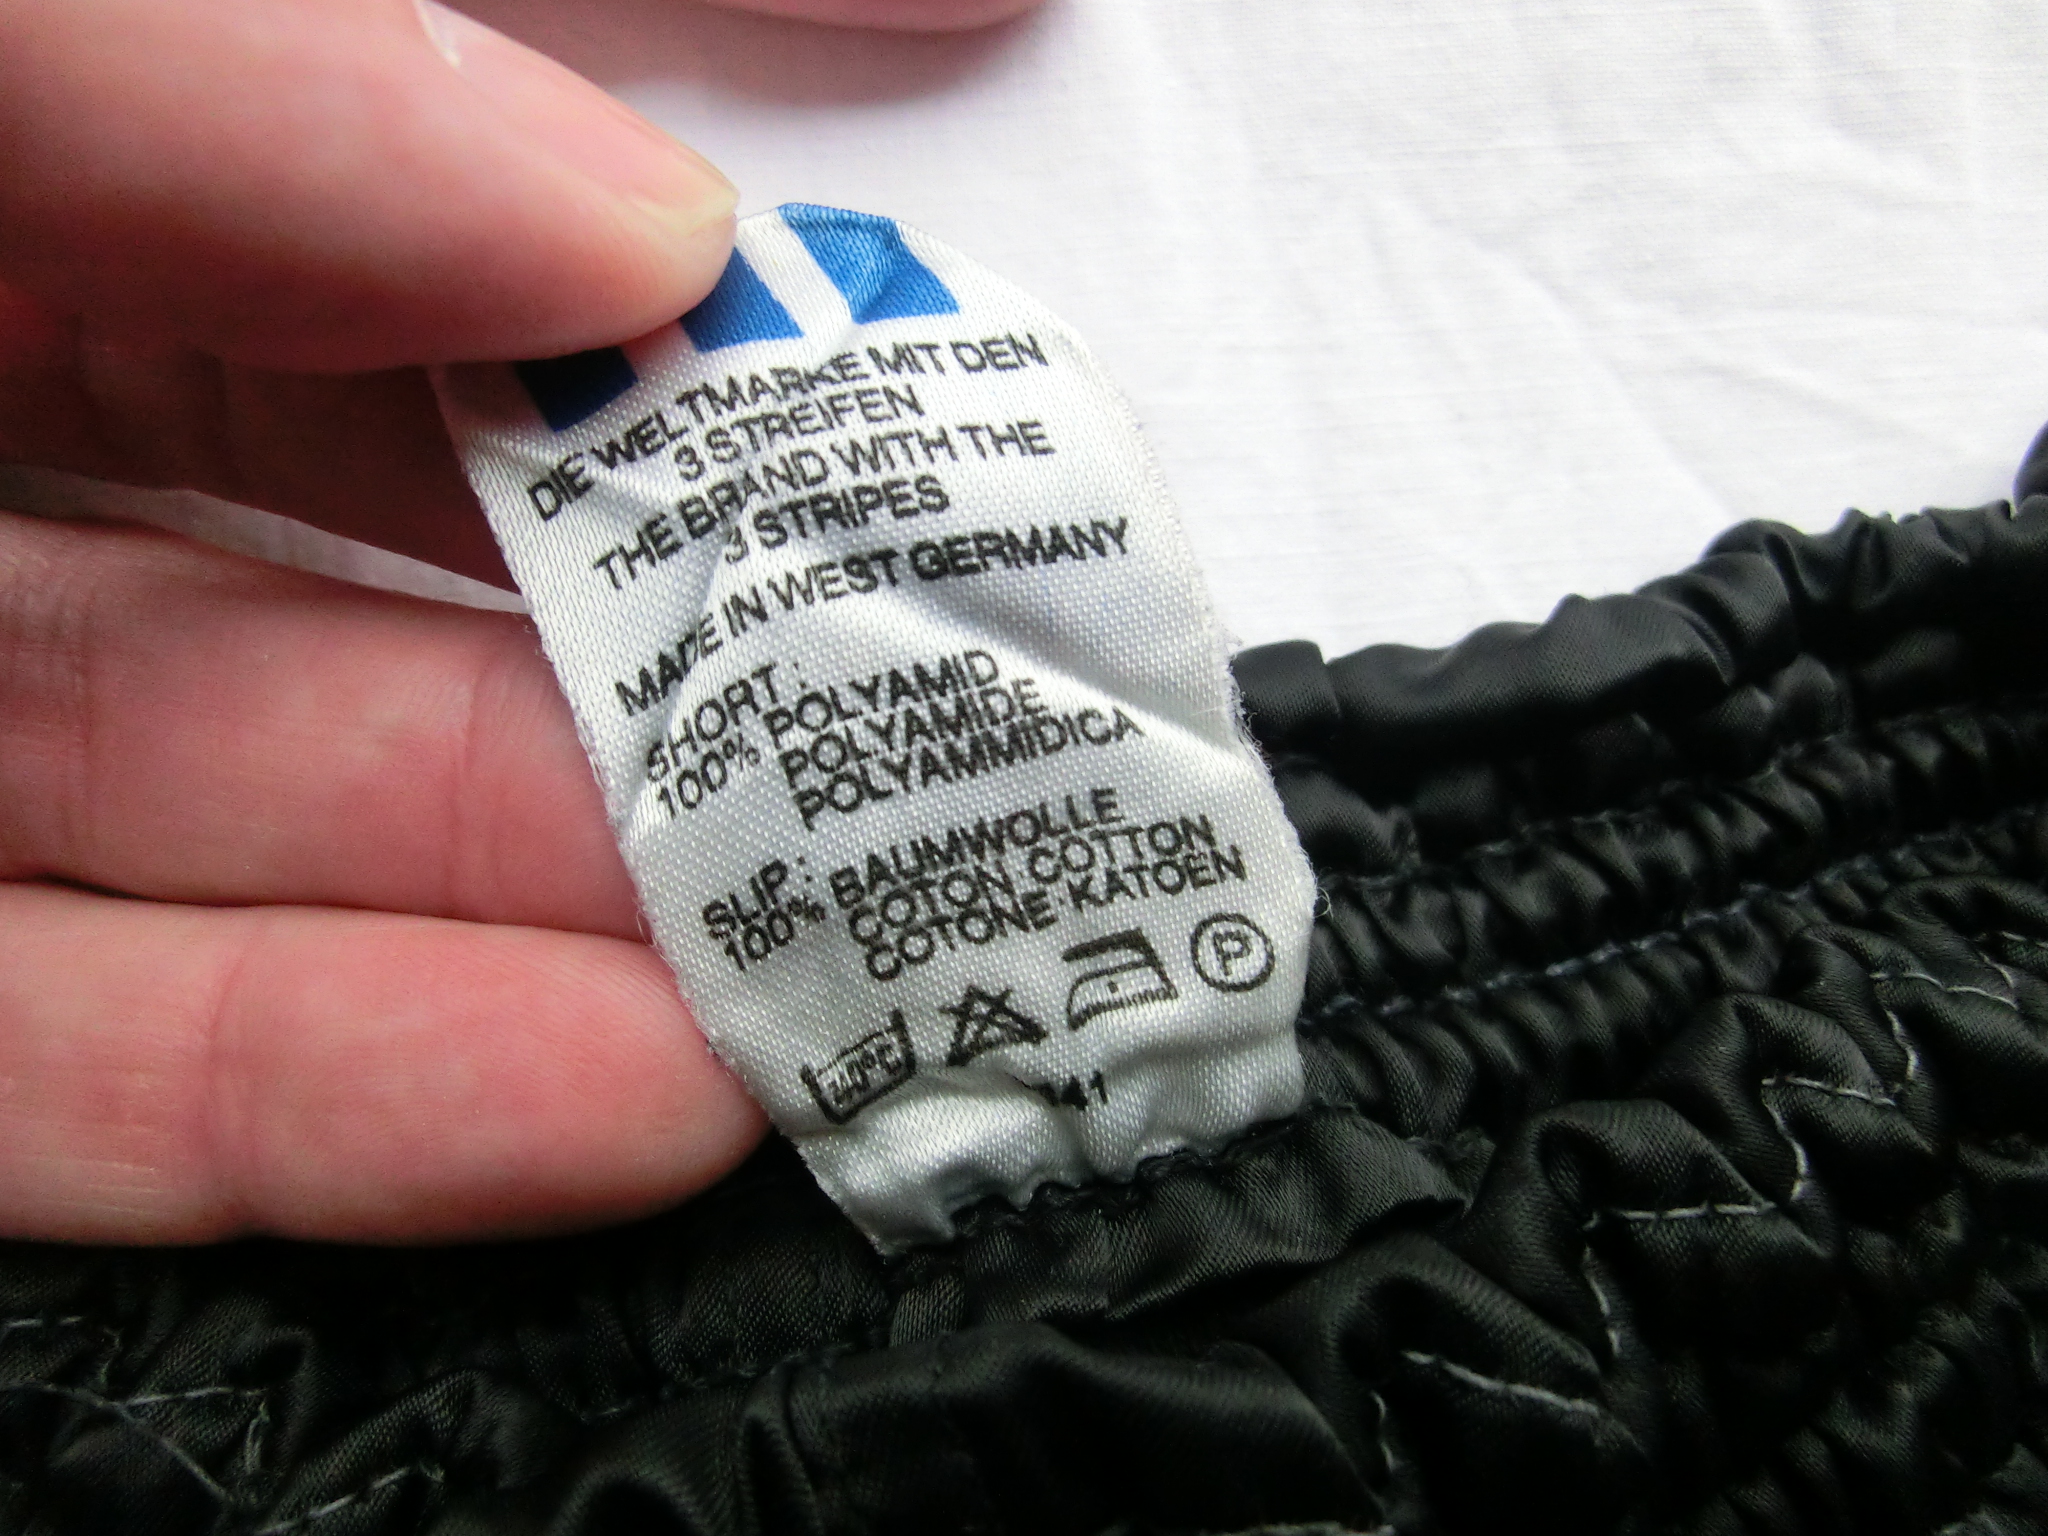 DIE WELTMARKE MIT DEN
3 STREIFEN
THE BRAND WITH THE
3 STRIPES
MADE IN WEST GERMANY
SHORT:
100% POLYAMID
POLYAMIDE
POLYAMMIDICA
SLIP:
100% BAUMWOLLE
COTON·COTTON
COTONE·KATOEN
P